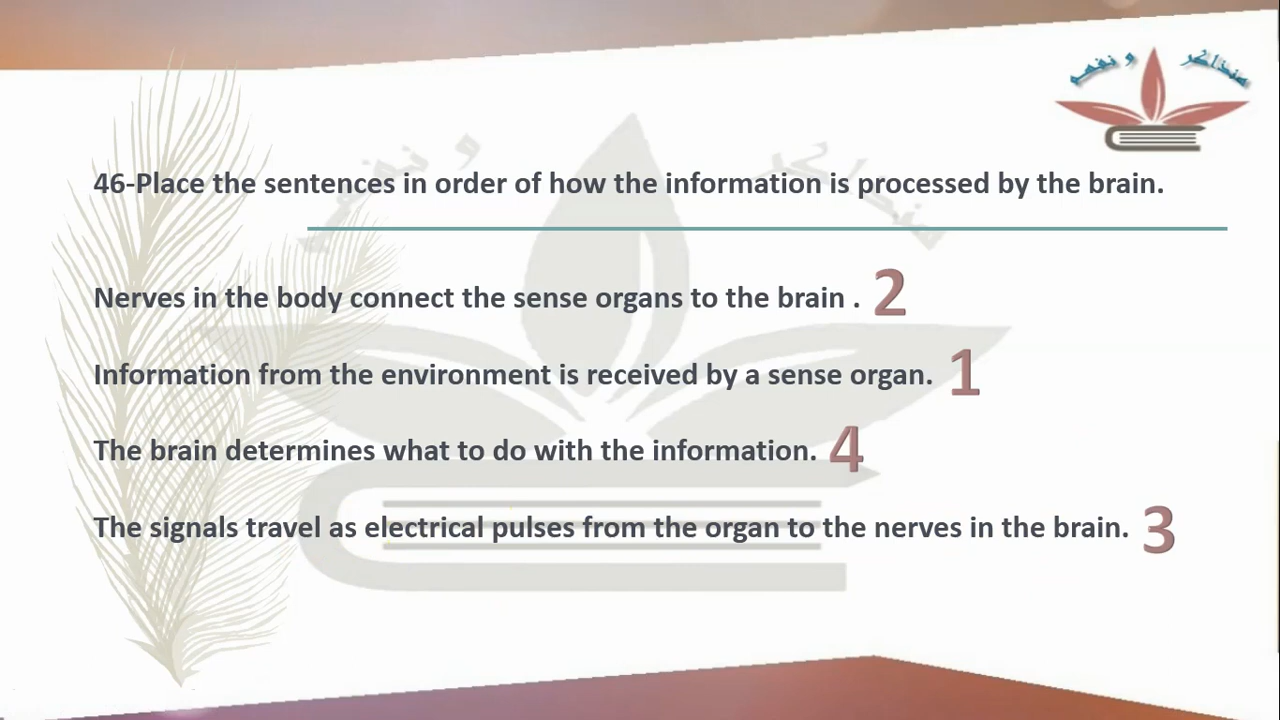 منذاكر و نفهم
46-Place the sentences in order of how the information is processed by the brain.
Nerves in the body connect the sense organs to the brain . 2
Information from the environment is received by a sense organ. 1
The brain determines what to do with the information. 4
The signals travel as electrical pulses from the organ to the nerves in the brain. 3